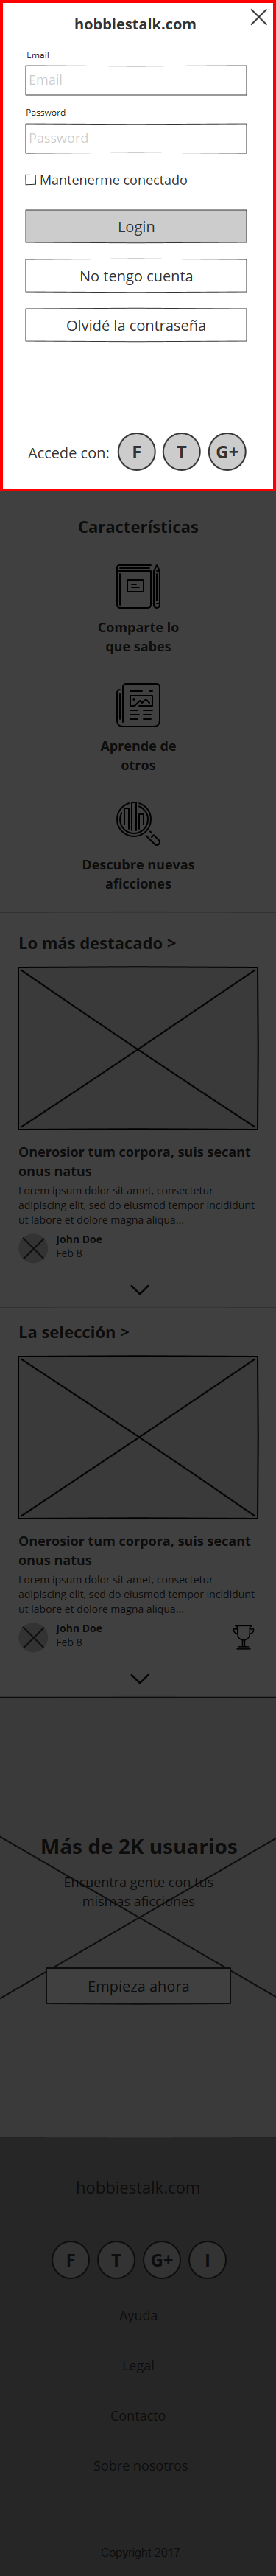 hobbiestalk.com
Email
Email
Password
Password
Mantenerme conectado
Login
No tengo cuenta
Olvidé la contraseña
Accede con: F T G+
Características
Comparte lo
que sabes
Aprende de
otros
Descubre nuevas
aficciones
Lo más destacado >
Onerosior tum corpora, suis secant
onus natus
Lorem ipsum dolor sit amet, consectetur
adipiscing elit, sed do eiusmod tempor incididunt
ut labore et dolore magna aliqua...
John Doe
Feb 8
La selección >
Onerosior tum corpora, suis secant
onus natus
Lorem ipsum dolor sit amet, consectetur
adipiscing elit, sed do eiusmod tempor incididunt
ut labore et dolore magna aliqua...
John Doe
Feb 8
Más de 2K usuarios
Encuentra gente con tus
mismas aficciones
Empieza ahora
hobbiestalk.com
F T G+ I
Ayuda
Legal
Contacto
Sobre nosotros
Copyright 2017